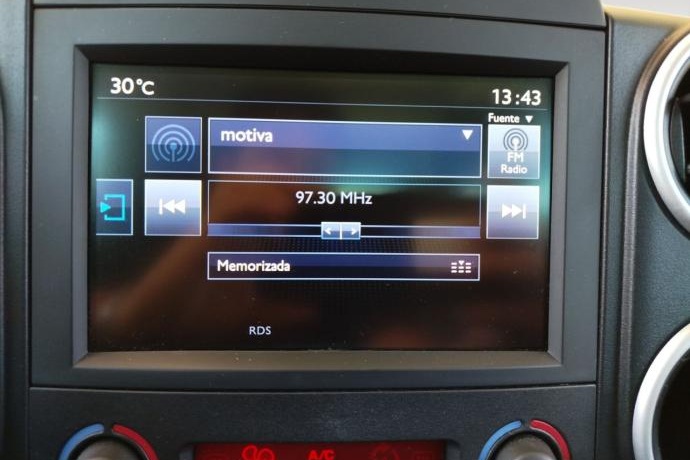 30°C 13:43
Fuente ▼
motiva ▼
FM
Radio
97.30 MHz
Memorizada
RDS
A/C